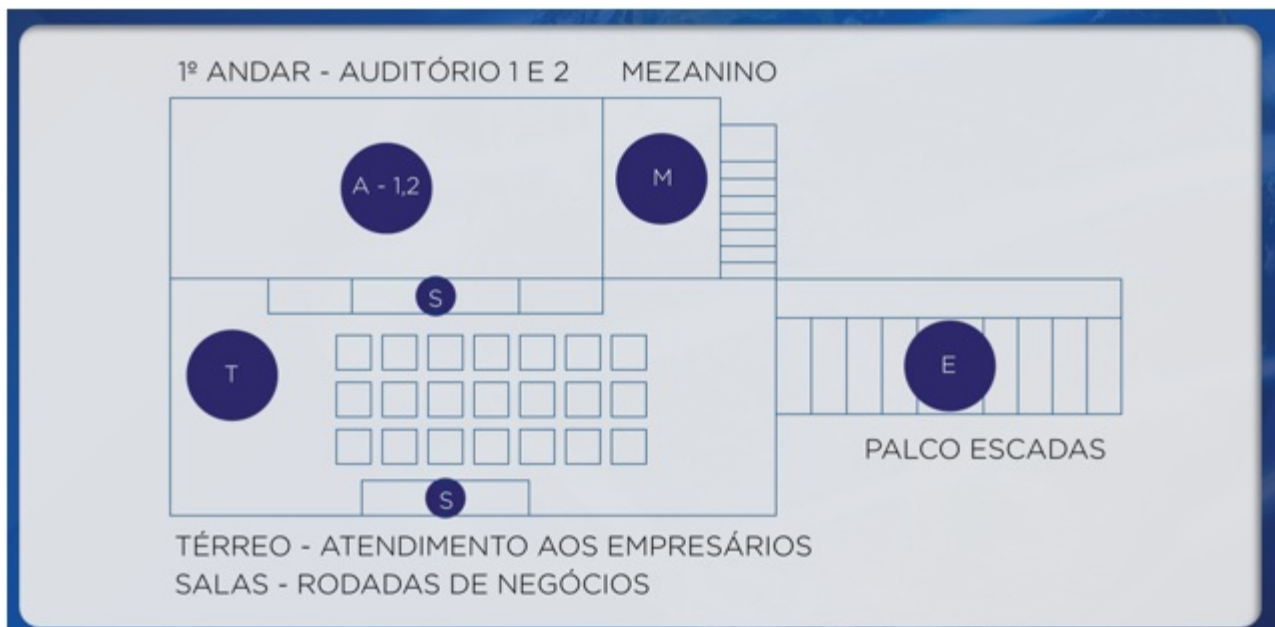 1º ANDAR - AUDITÓRIO 1 E 2
MEZANINO
A - 1,2
M
S
T
E
PALCO ESCADAS
S
TÉRREO - ATENDIMENTO AOS EMPRESÁRIOS
SALAS - RODADAS DE NEGÓCIOS